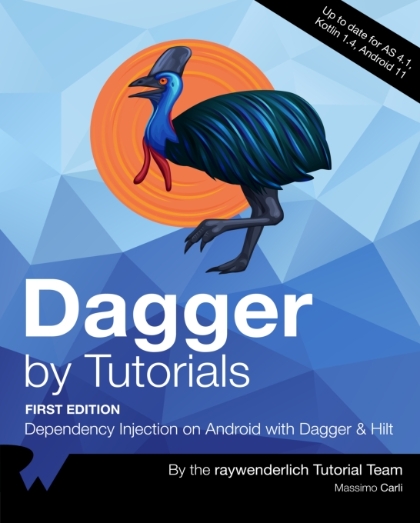 Up to date for AS 4.1,
Kotlin 1.4, Android 11
Dagger
by Tutorials
FIRST EDITION
Dependency Injection on Android with Dagger & Hilt
By the raywenderlich Tutorial Team
Massimo Carli